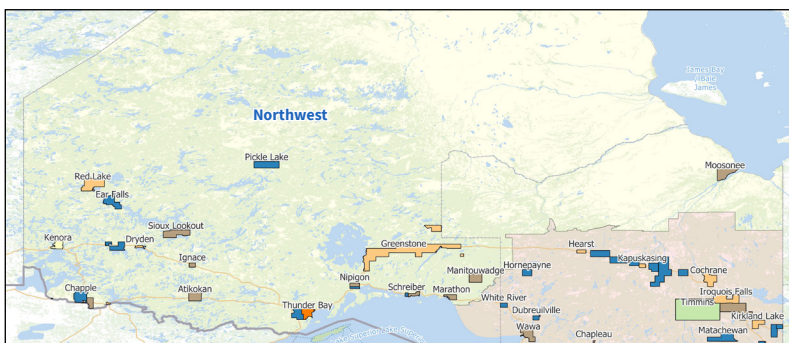 James Bay
/ Baie
James
Northwest
Pickle Lake
Moosonee
Red Lake
Ear Falls
Sioux Lookout
Kenora
Dryden
Greenstone
Hearst
Ignace
Kapuskasing
Manitouwadge
Hornepayne
Cochrane
Nipigon
Chapple
Atikokan
Schreiber
Marathon
White River
Iroquois Falls
Timmins
Thunder Bay
Dubreuilville
Kirkland Lake
Wawa
Chapleau
Matachewan
Lake Superior